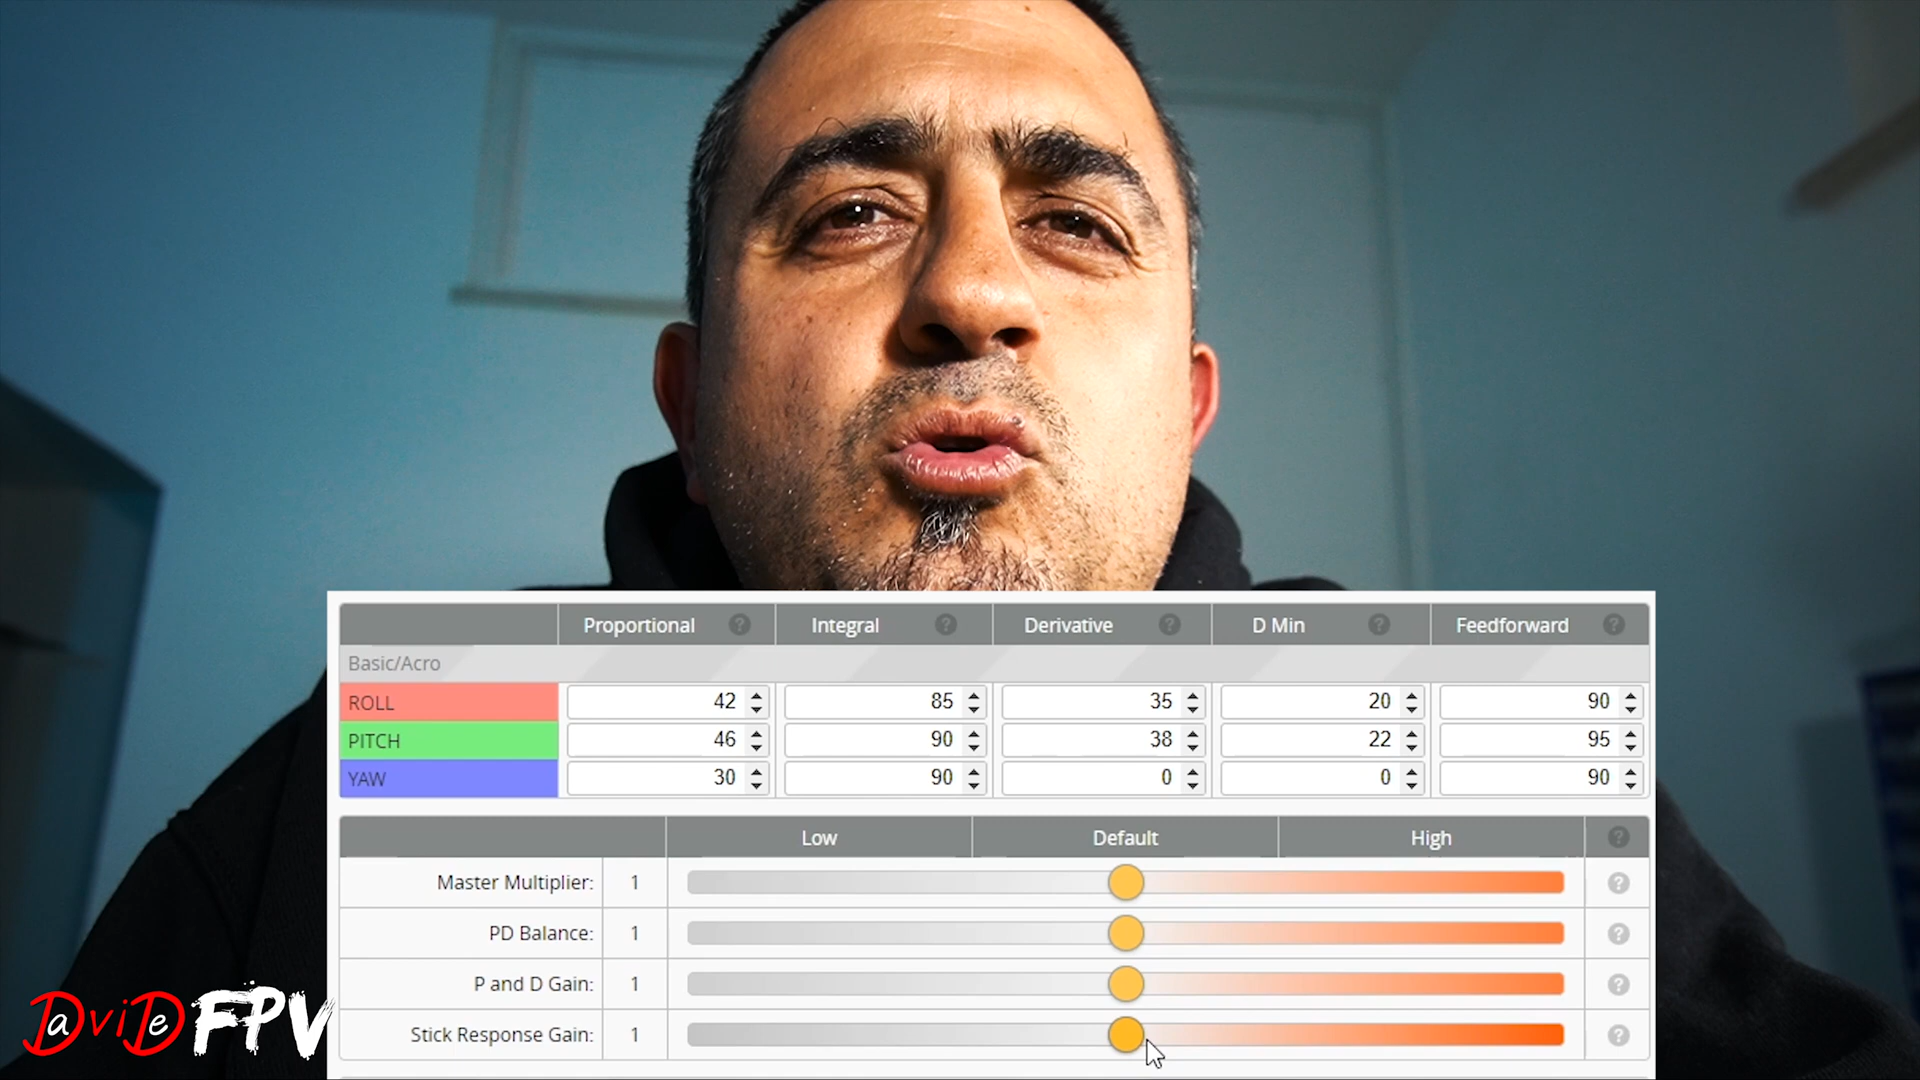 Proportional Integral Derivative D Min Feedforward
Basic/Acro
ROLL 42 85 35 20 90
PITCH 46 90 38 22 95
YAW 30 90 0 0 90
Low Default High
Master Multiplier: 1
PD Balance: 1
P and D Gain: 1
Stick Response Gain: 1
DaviDe FPV